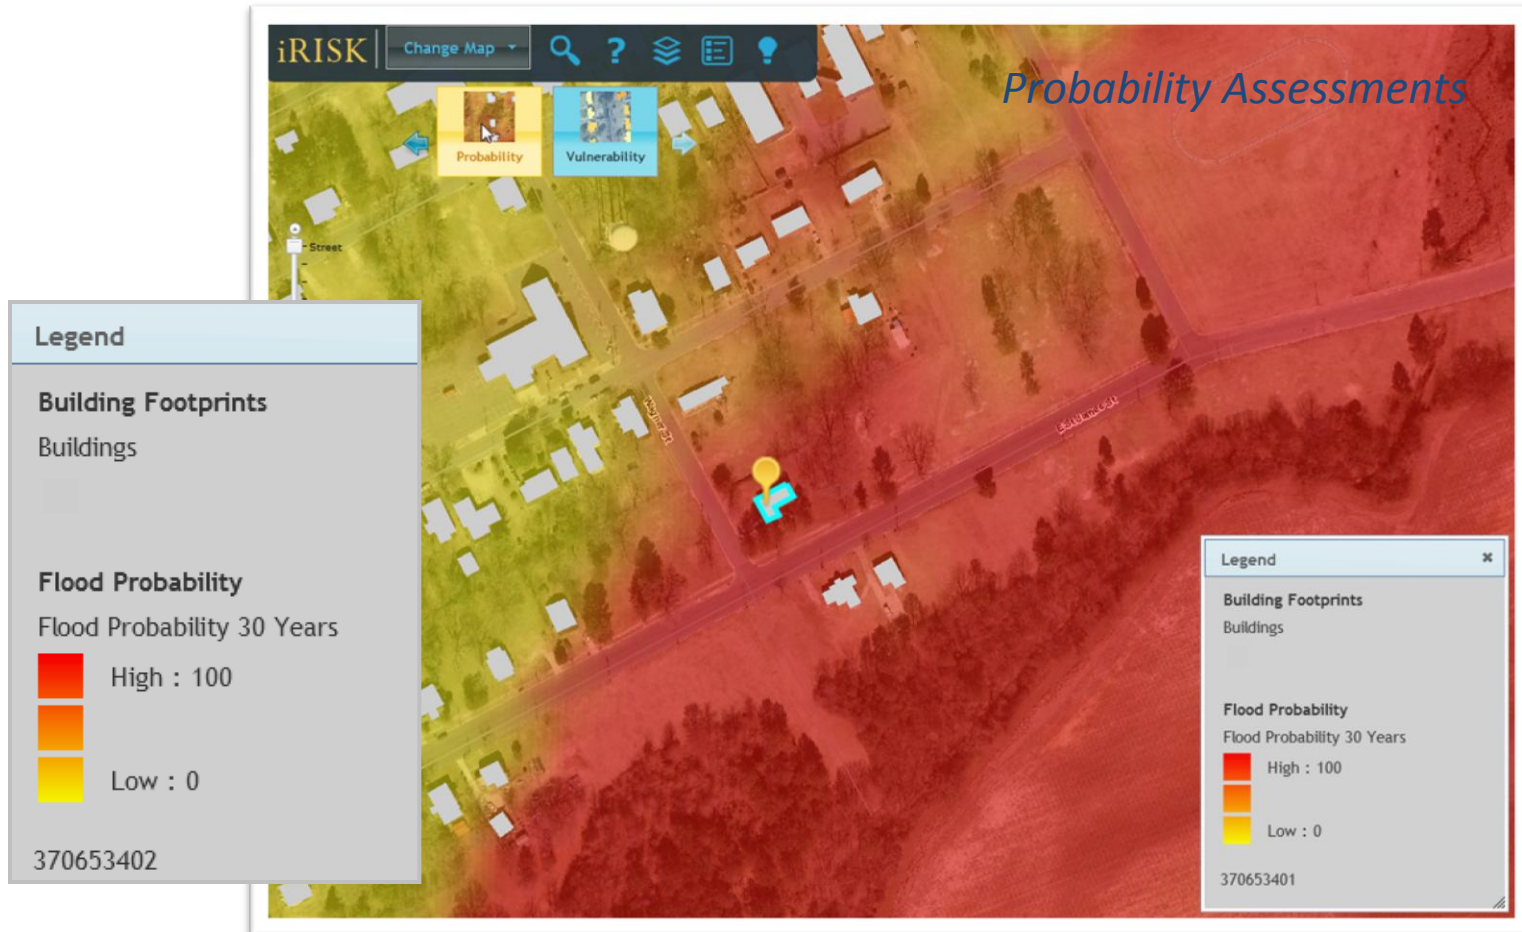 iRISK
Change Map
?
Probability Assessments
Probability
Vulnerability
Street
Legend
Building Footprints
Buildings
Flood Probability
Flood Probability 30 Years
High : 100
Low : 0
370653402
Wayne St
Legend
Building Footprints
Buildings
Flood Probability
Flood Probability 30 Years
High : 100
Low : 0
370653401